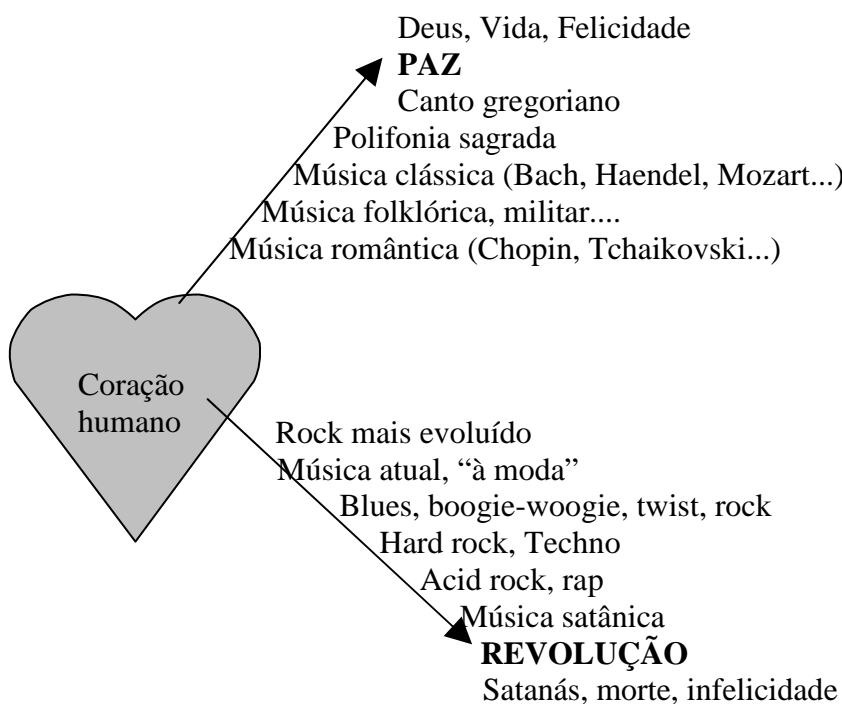 Deus, Vida, Felicidade
PAZ
Canto gregoriano
Polifonia sagrada
Música clássica (Bach, Haendel, Mozart...)
Música folklórica, militar....
Música romântica (Chopin, Tchaikovski...)
Coração
humano
Rock mais evoluído
Música atual, “à moda”
Blues, boogie-woogie, twist, rock
Hard rock, Techno
Acid rock, rap
Música satânica
REVOLUÇÃO
Satanás, morte, infelicidade